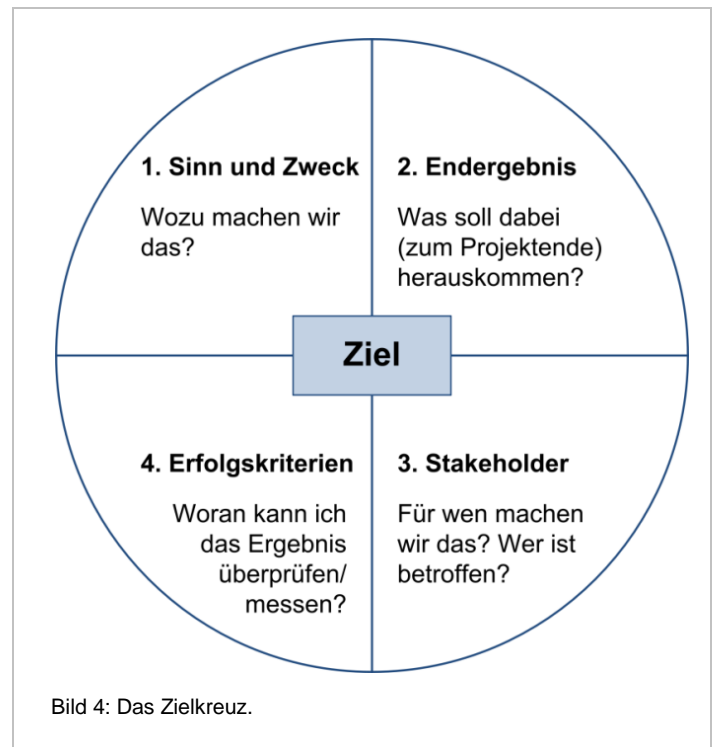 1. Sinn und Zweck
Wozu machen wir
das?
2. Endergebnis
Was soll dabei
(zum Projektende)
herauskommen?
Ziel
4. Erfolgskriterien
Woran kann ich
das Ergebnis
überprüfen/
messen?
3. Stakeholder
Für wen machen
wir das? Wer ist
betroffen?
Bild 4: Das Zielkreuz.